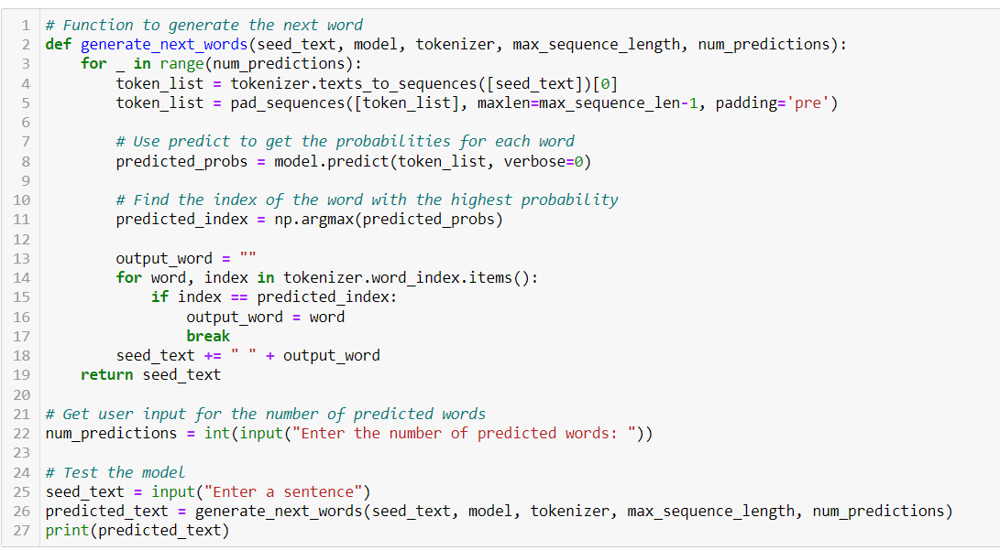 1 # Function to generate the next word
2 def generate_next_words(seed_text, model, tokenizer, max_sequence_length, num_predictions):
3     for _ in range(num_predictions):
4         token_list = tokenizer.texts_to_sequences([seed_text])[0]
5         token_list = pad_sequences([token_list], maxlen=max_sequence_len-1, padding='pre')
6
7         # Use predict to get the probabilities for each word
8         predicted_probs = model.predict(token_list, verbose=0)
9
10         # Find the index of the word with the highest probability
11         predicted_index = np.argmax(predicted_probs)
12
13         output_word = ""
14         for word, index in tokenizer.word_index.items():
15             if index == predicted_index:
16                 output_word = word
17                 break
18         seed_text += " " + output_word
19     return seed_text
20
21 # Get user input for the number of predicted words
22 num_predictions = int(input("Enter the number of predicted words: "))
23
24 # Test the model
25 seed_text = input("Enter a sentence")
26 predicted_text = generate_next_words(seed_text, model, tokenizer, max_sequence_length, num_predictions)
27 print(predicted_text)